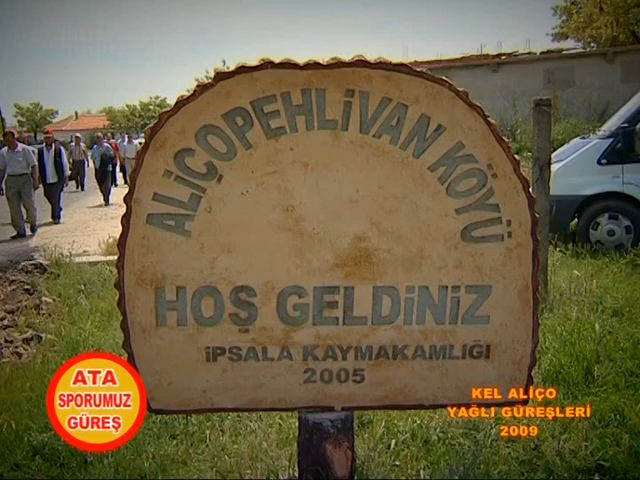 ALİÇOPEHLİVAN KÖYÜ
HOŞ GELDİNİZ
İPSALA KAYMAKAMLIĞI
2005
ATA
SPORUMUZ
GÜREŞ
KEL ALİÇO
YAĞLI GÜREŞLERİ
2009